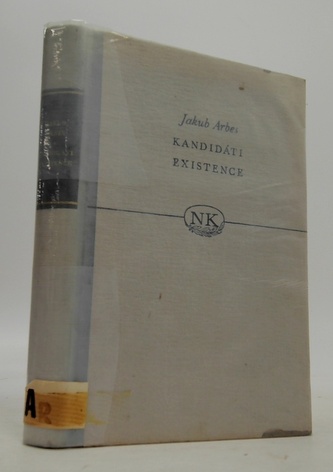 Jakub Arbes
KANDIDÁTI
EXISTENCE
NK
A